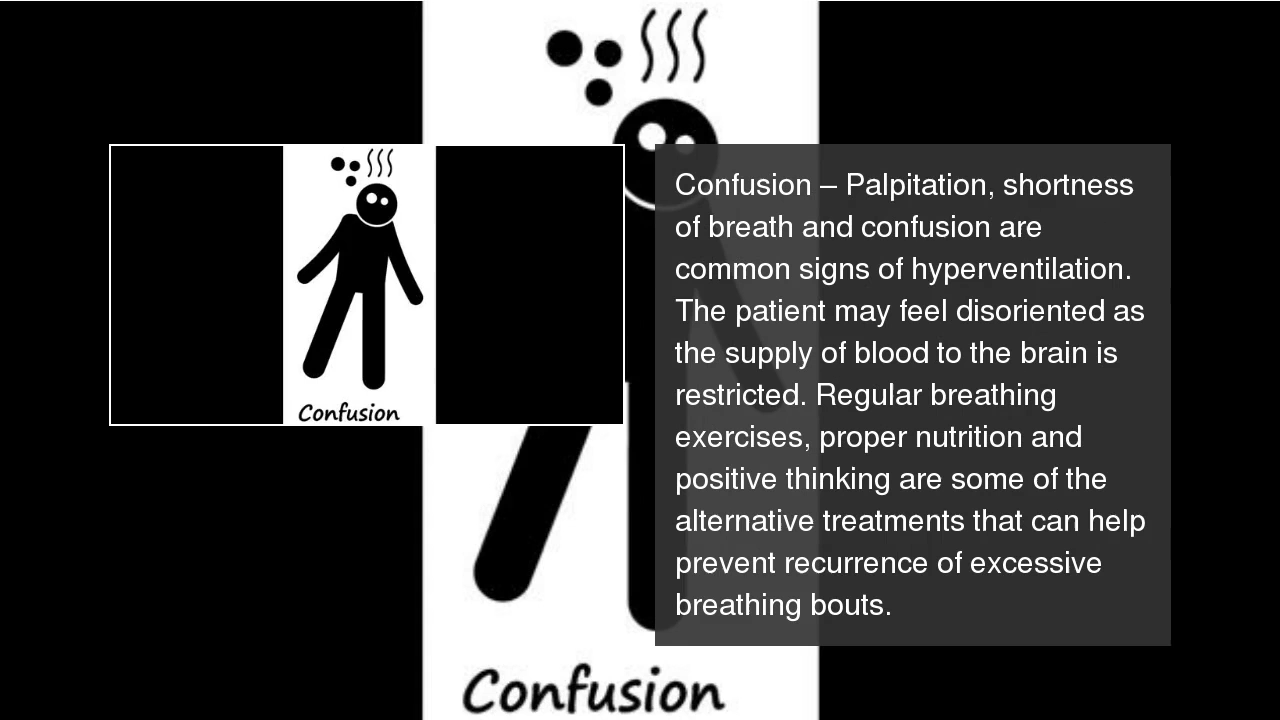 Confusion – Palpitation, shortness
of breath and confusion are
common signs of hyperventilation.
The patient may feel disoriented as
the supply of blood to the brain is
restricted. Regular breathing
exercises, proper nutrition and
positive thinking are some of the
alternative treatments that can help
prevent recurrence of excessive
breathing bouts.
Confusion
Confusion